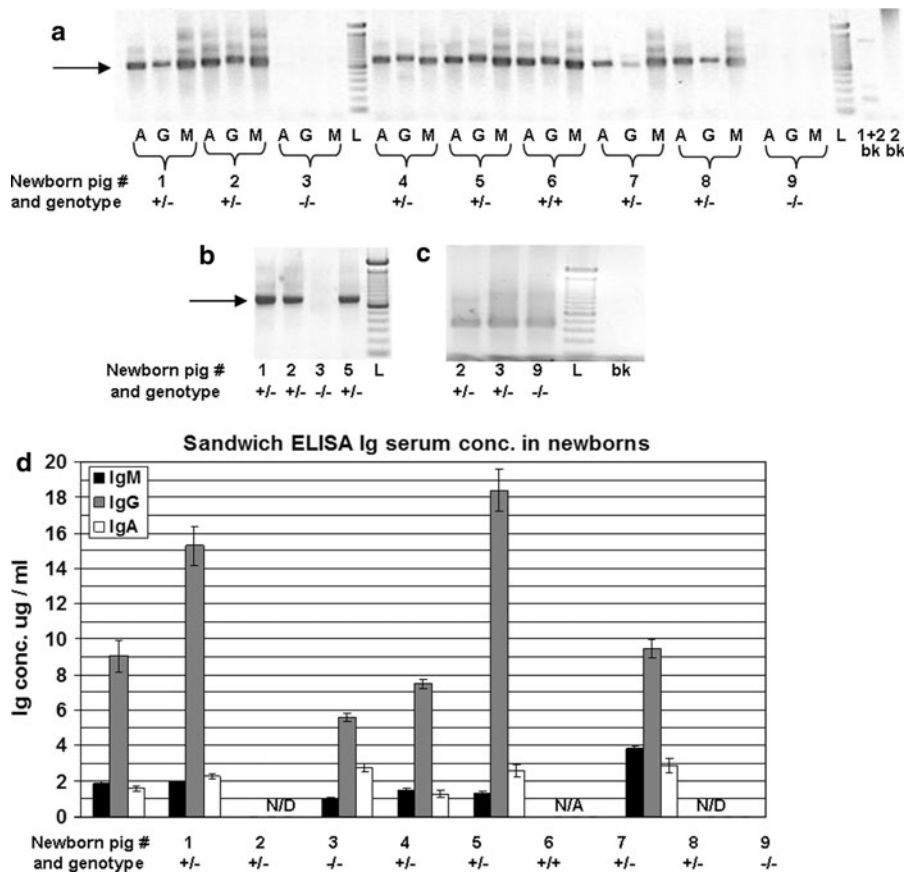 a
A G M A G M A G M L A G M A G M A G M A G M A G M A G M L 1+2 2
bk bk
Newborn pig # 1 2 3 4 5 6 7 8 9
and genotype +/- +/- -/- +/- +/- +/+ +/- +/- -/-
b c
Newborn pig # 1 2 3 5 L 2 3 9 L bk
and genotype +/- +/- -/- +/- +/- +/- -/-
d Sandwich ELISA Ig serum conc. in newborns
IgM
IgG
IgA
Ig conc. ug / ml
20
18
16
14
12
10
8
6
4
2
0
N/D N/A N/D
Newborn pig # 1 2 3 4 5 6 7 8 9
and genotype +/- +/- -/- +/- +/- +/+ +/- +/- -/-